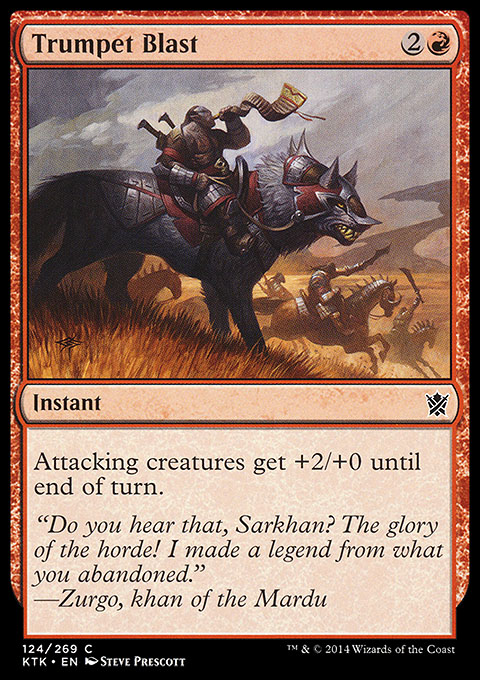 Trumpet Blast 2
Instant
Attacking creatures get +2/+0 until
end of turn.
“Do you hear that, Sarkhan? The glory
of the horde! I made a legend from what
you abandoned.”
—Zurgo, khan of the Mardu
124/269 C
KTK • EN Steve Prescott
™ & © 2014 Wizards of the Coast